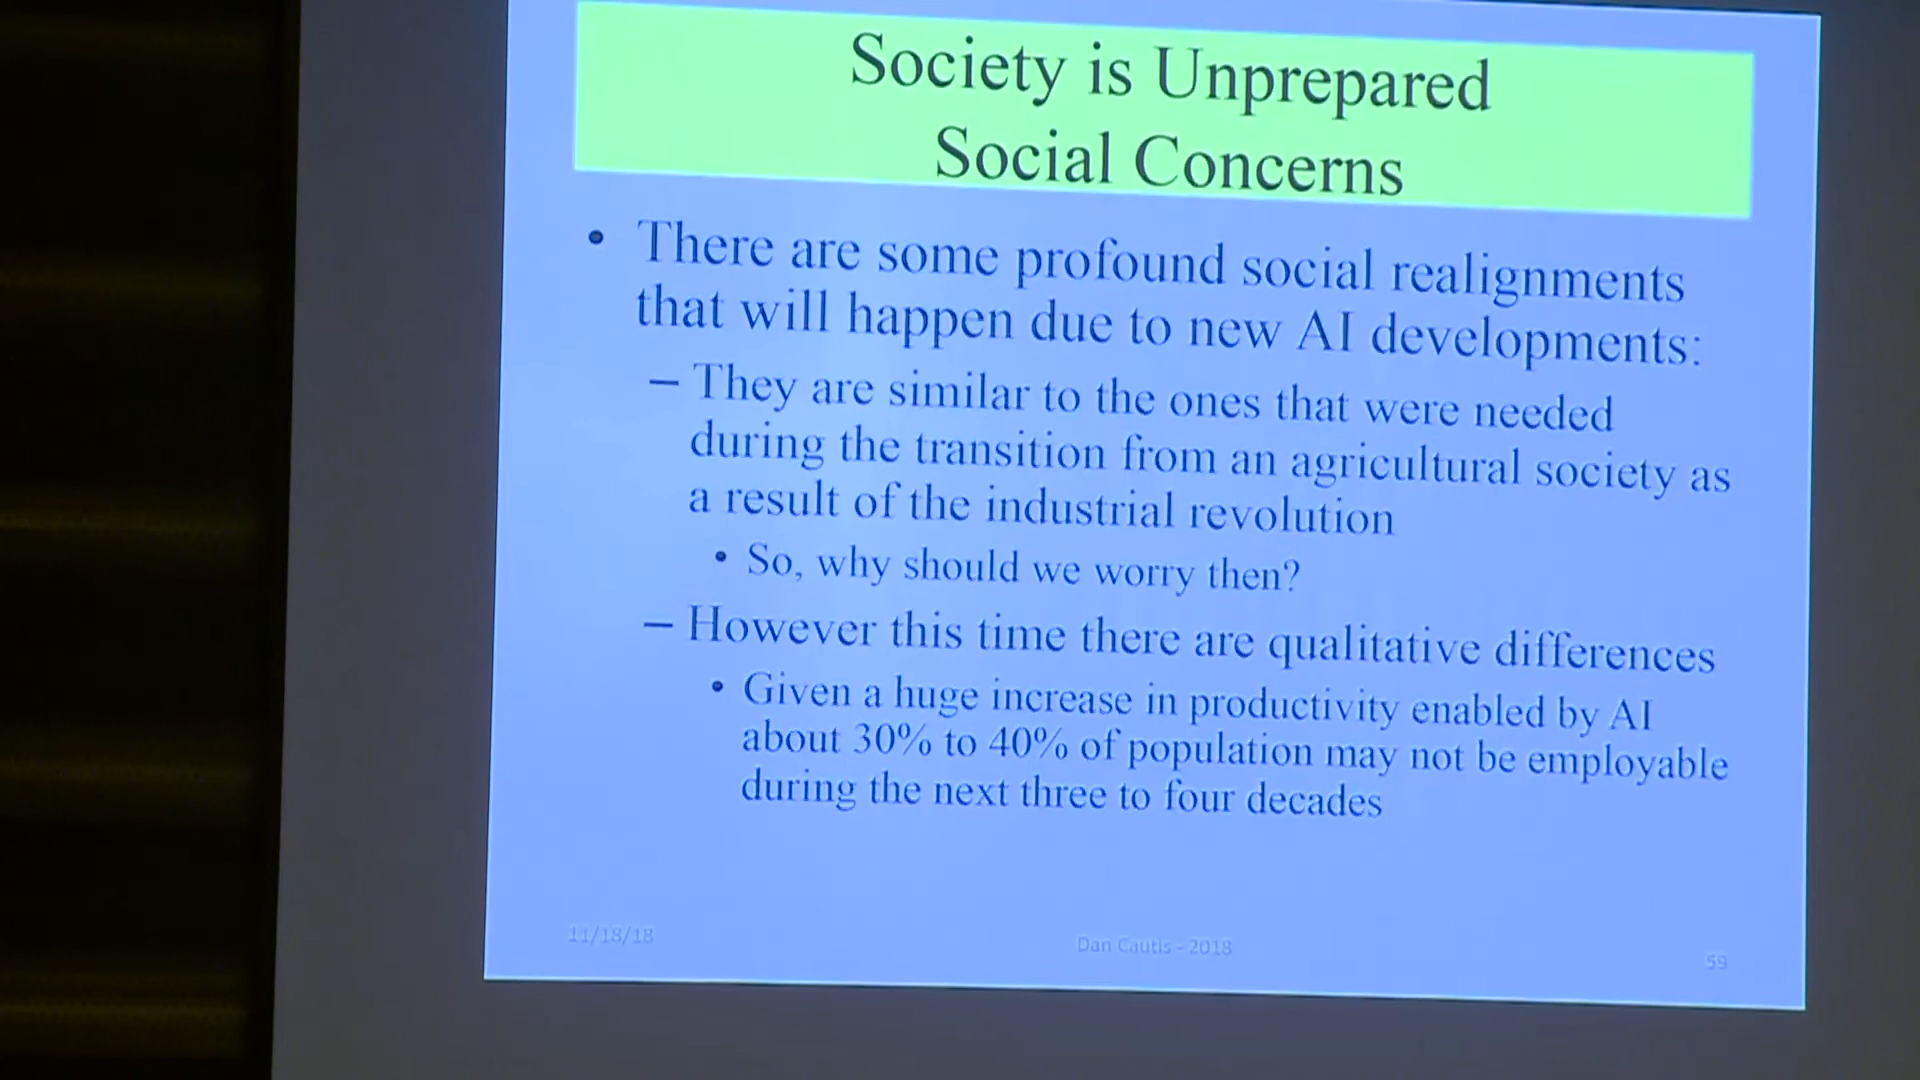 Society is Unprepared
Social Concerns
• There are some profound social realignments
that will happen due to new AI developments:
– They are similar to the ones that were needed
during the transition from an agricultural society as
a result of the industrial revolution
• So, why should we worry then?
– However this time there are qualitative differences
• Given a huge increase in productivity enabled by AI
about 30% to 40% of population may not be employable
during the next three to four decades
11/18/18
Dan Cautis - 2018
59